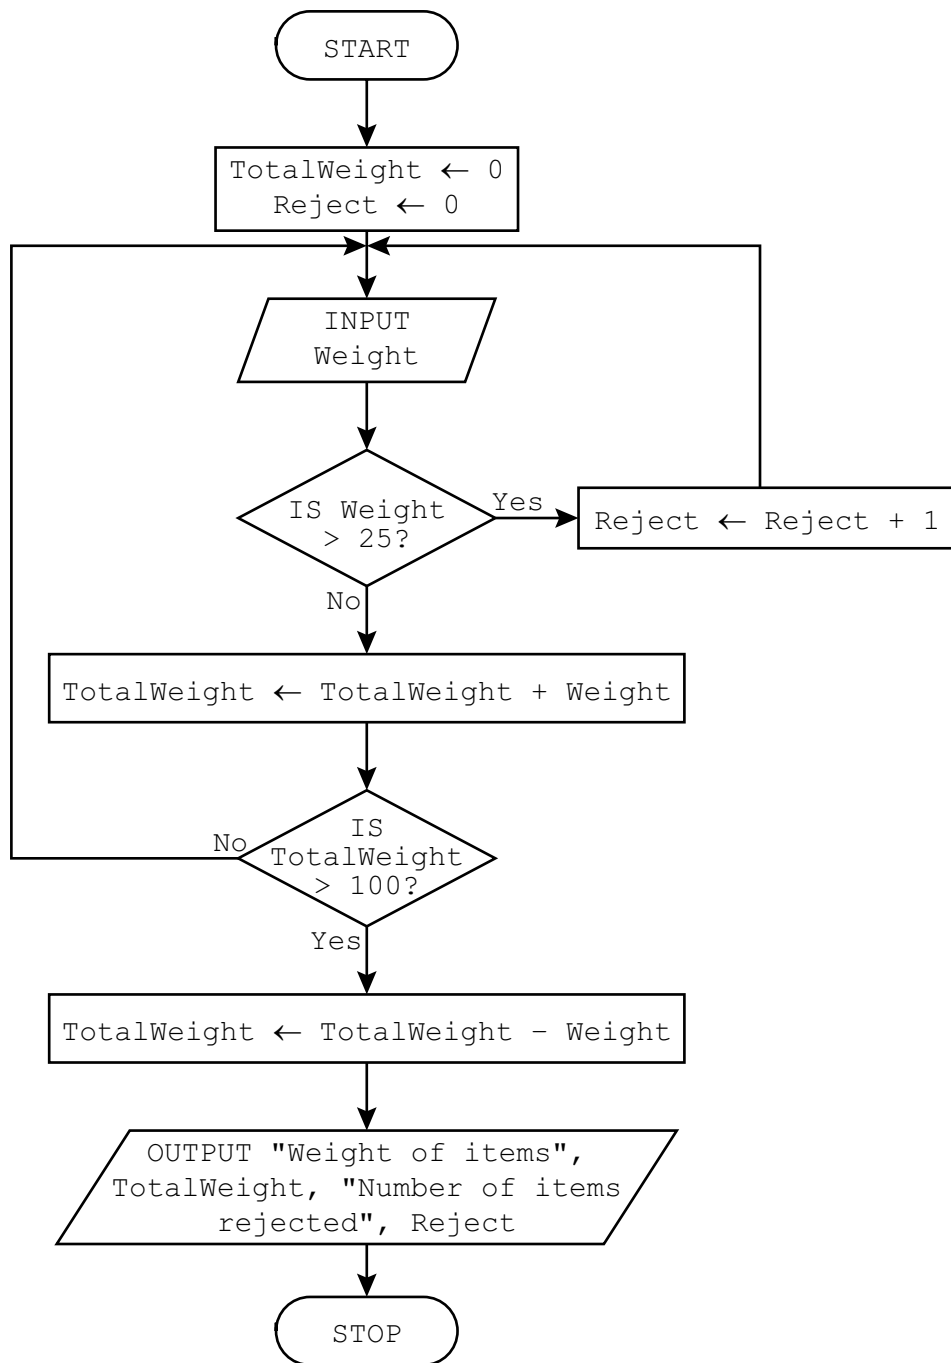 START
TotalWeight ← 0
Reject ← 0
INPUT
Weight
IS Weight
> 25?
Yes
Reject ← Reject + 1
No
TotalWeight ← TotalWeight + Weight
IS
TotalWeight
> 100?
No
Yes
TotalWeight ← TotalWeight – Weight
OUTPUT "Weight of items",
TotalWeight, "Number of items
rejected", Reject
STOP